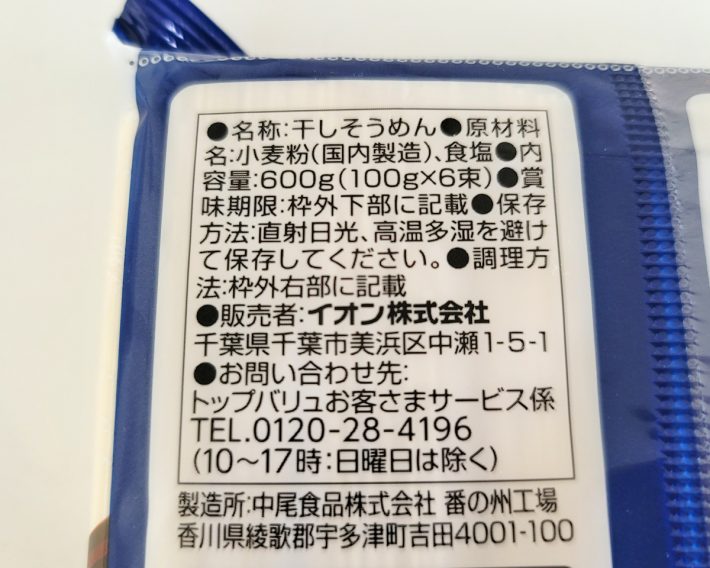 ●名称:干しそうめん●原材料
名:小麦粉(国内製造)、食塩●内
容量:600g(100g×6束)●賞
味期限:枠外下部に記載●保存
方法:直射日光、高温多湿を避け
て保存してください。●調理方
法:枠外右部に記載
●販売者:イオン株式会社
千葉県千葉市美浜区中瀬1-5-1
●お問い合わせ先:
トップバリュお客さまサービス係
TEL.0120-28-4196
(10〜17時:日曜日は除く)
製造所:中尾食品株式会社 番の州工場
香川県綾歌郡宇多津町吉田4001-100